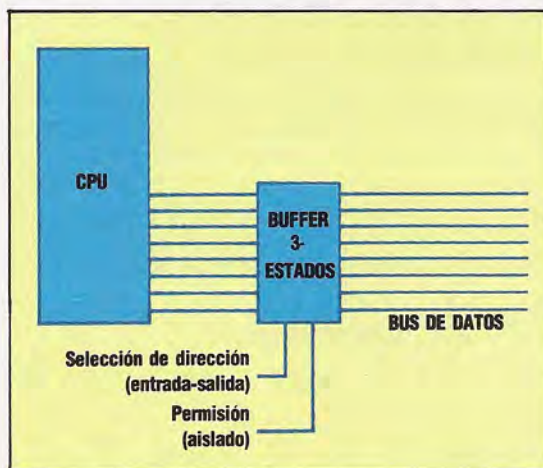 CPU
BUFFER
3-
ESTADOS
BUS DE DATOS
Selección de dirección
(entrada-salida)
Permisión
(aislado)